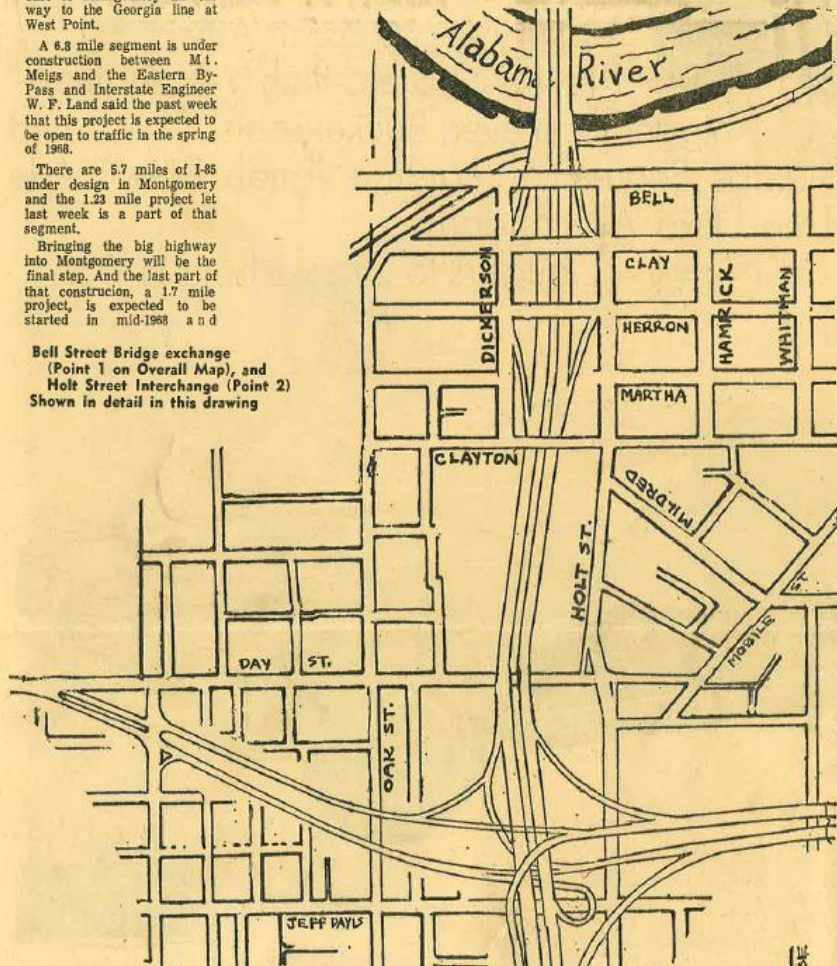 way to the Georgia line at
West Point.
A 6.8 mile segment is under
construction between Mt.
Meigs and the Eastern By-
Pass and Interstate Engineer
W. F. Land said the past week
that this project is expected to
be open to traffic in the spring
of 1968.
There are 5.7 miles of I-85
under design in Montgomery
and the 1.23 mile project let
last week is a part of that
segment.
Bringing the big highway
into Montgomery will be the
final step. And the last part of
that construcion, a 1.7 mile
project, is expected to be
started in mid-1968 and
Bell Street Bridge exchange
(Point 1 on Overall Map), and
Holt Street Interchange (Point 2)
Shown in detail in this drawing
Alabama River
BELL
CLAY
DICKERSON
HAMRICK
WHITMAN
HERRON
MARTHA
CLAYTON
MILDRED
HOLT ST.
MOBILE
ST.
DAY ST.
OAK ST.
JEFF DAVIS